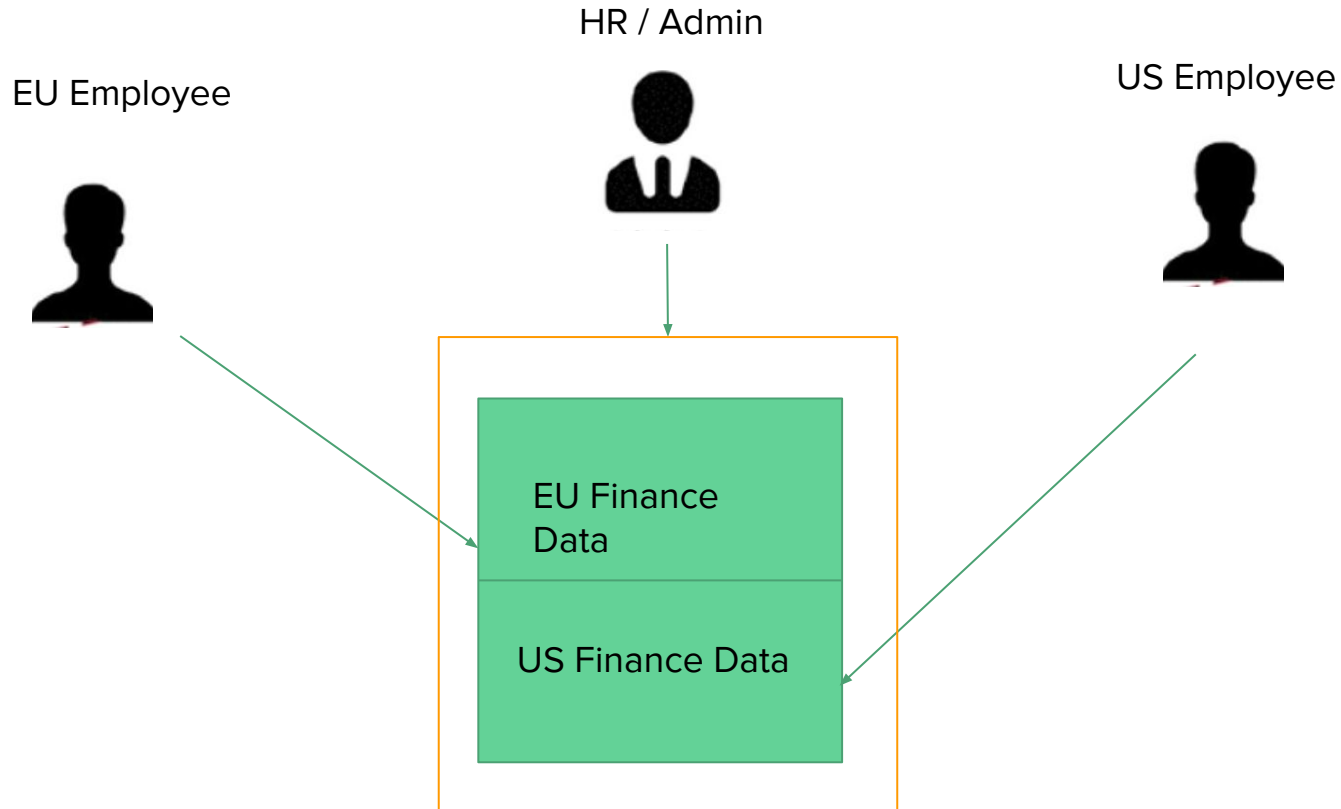 HR / Admin
EU Employee
US Employee
EU Finance
Data
US Finance Data